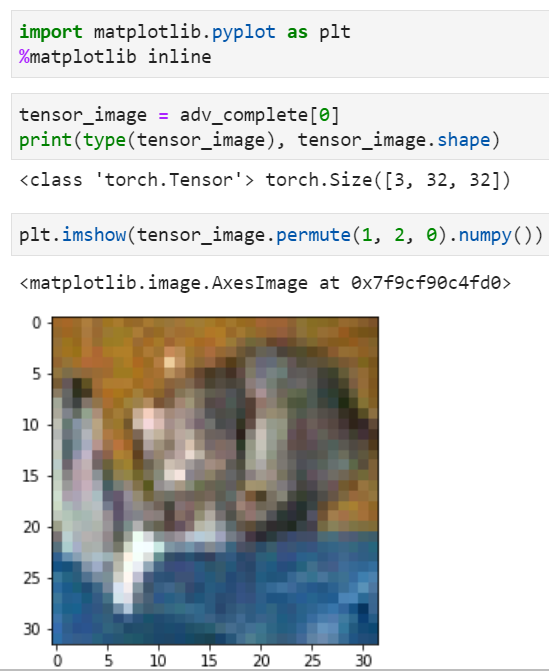 import matplotlib.pyplot as plt
%matplotlib inline
tensor_image = adv_complete[0]
print(type(tensor_image), tensor_image.shape)
<class 'torch.Tensor'> torch.Size([3, 32, 32])
plt.imshow(tensor_image.permute(1, 2, 0).numpy())
<matplotlib.image.AxesImage at 0x7f9cf90c4fd0>
0
5
10
15
20
25
30
0 5 10 15 20 25 30